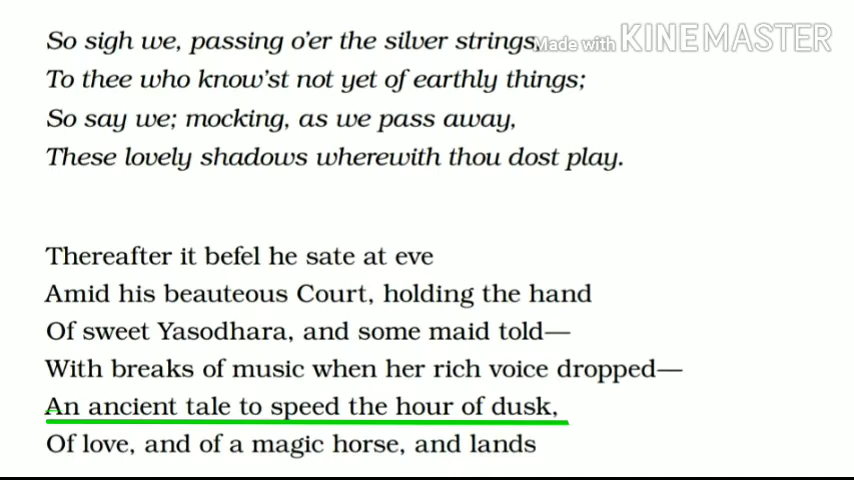 So sigh we, passing o'er the silver strings,
Made with KINEMASTER
To thee who know'st not yet of earthly things;
So say we; mocking, as we pass away,
These lovely shadows wherewith thou dost play.
Thereafter it befel he sate at eve
Amid his beauteous Court, holding the hand
Of sweet Yasodhara, and some maid told—
With breaks of music when her rich voice dropped—
An ancient tale to speed the hour of dusk,
Of love, and of a magic horse, and lands